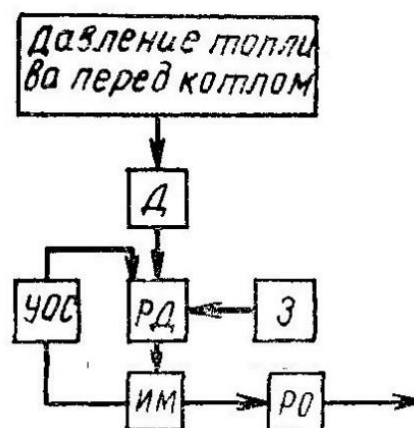 Давление топли
ва перед котлом
Д
УОС
РД
З
ИМ
РО